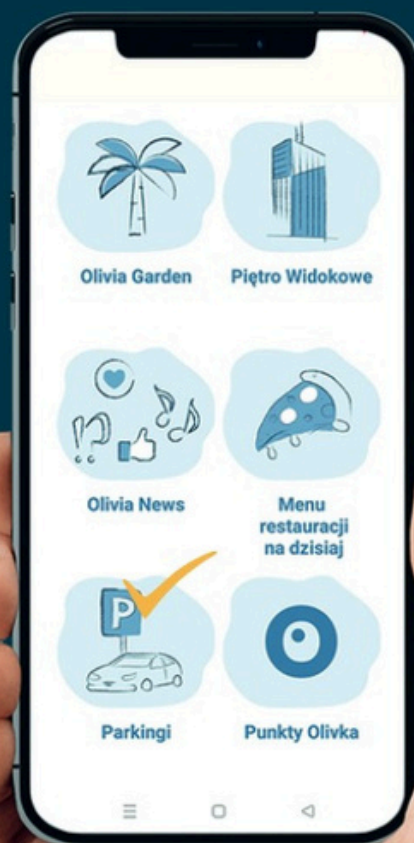 Olivia Garden
Piętro Widokowe
!?
Olivia News
Menu
restauracji
na dzisiaj
P
Parkingi
Punkty Olivka